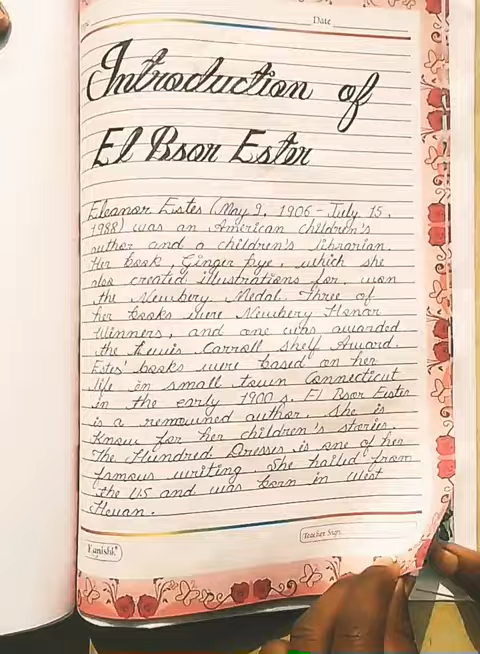 Date
Introduction of
El Bsor Ester
Eleanor Estes (May 9, 1906 - July 15,
1988) was an American children's
author and a children's librarian.
Her book, Ginger Pye, which she
also created illustrations for, won
the Newbery Medal. Three of
her books were Newbery Honar
Winners, and one was awarded
the Lewis Carroll Shelf Award.
Estes' books were based on her
life in small town Connecticut
in the early 1900 s. El Bsor Ester
is a renowned author. She is
Know for her children's stories.
The Hundred Dresses is one of her
famous writing. She hailed from
the US and was born in West
Hevan.
Teacher Sign
Kanishk